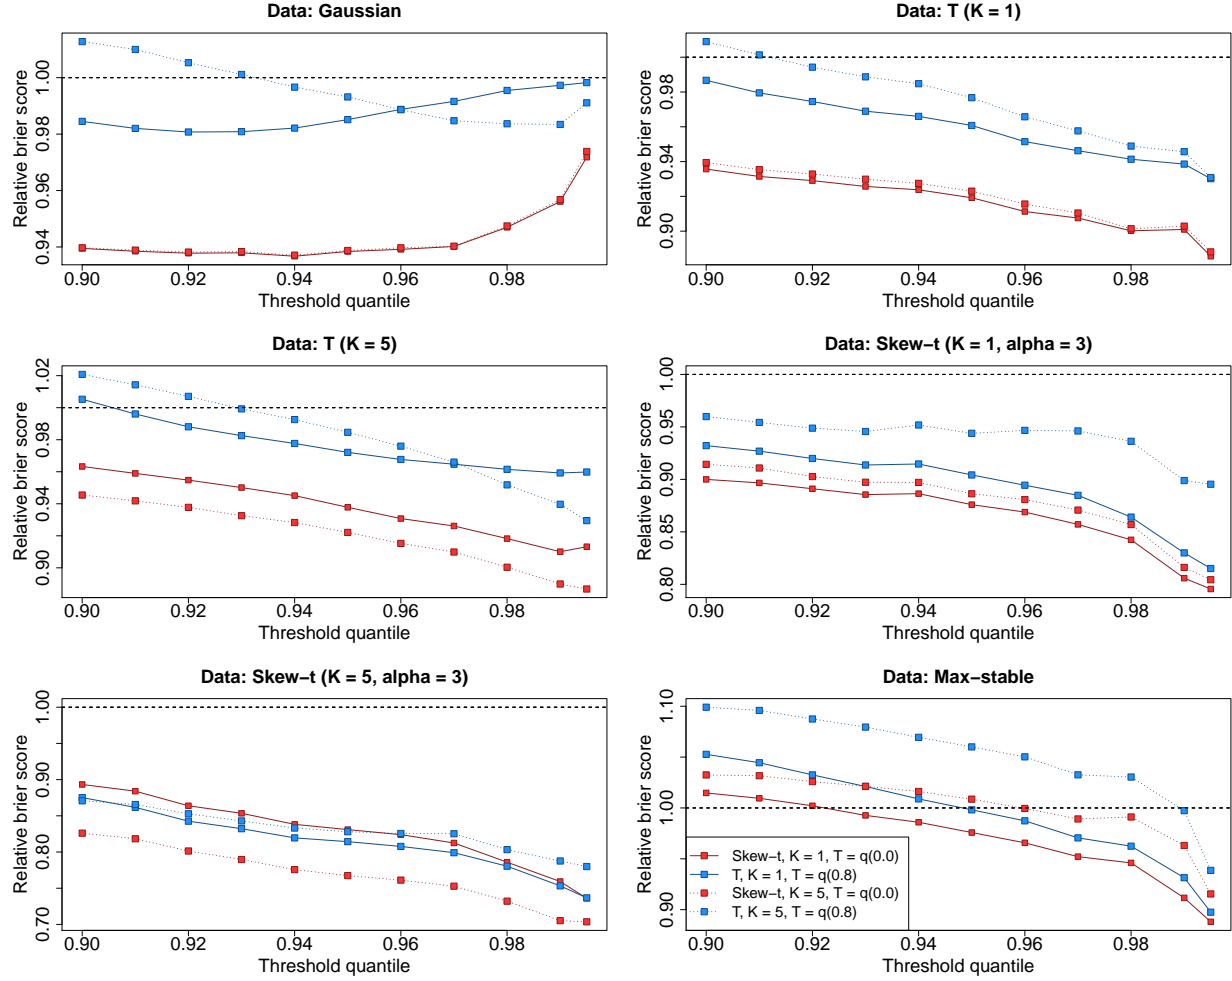 Data: Gaussian
Relative brier score
0.94 0.96 0.98 1.00
0.90 0.92 0.94 0.96 0.98
Threshold quantile
Data: T (K = 1)
Relative brier score
0.90 0.94 0.98
0.90 0.92 0.94 0.96 0.98
Threshold quantile
Data: T (K = 5)
Relative brier score
0.90 0.94 0.98 1.02
0.90 0.92 0.94 0.96 0.98
Threshold quantile
Data: Skew−t (K = 1, alpha = 3)
Relative brier score
0.80 0.85 0.90 0.95 1.00
0.90 0.92 0.94 0.96 0.98
Threshold quantile
Data: Skew−t (K = 5, alpha = 3)
Relative brier score
0.70 0.80 0.90 1.00
0.90 0.92 0.94 0.96 0.98
Threshold quantile
Data: Max−stable
Relative brier score
0.90 1.00 1.10
Skew−t, K = 1, T = q(0.0)
T, K = 1, T = q(0.8)
Skew−t, K = 5, T = q(0.0)
T, K = 5, T = q(0.8)
0.90 0.92 0.94 0.96 0.98
Threshold quantile